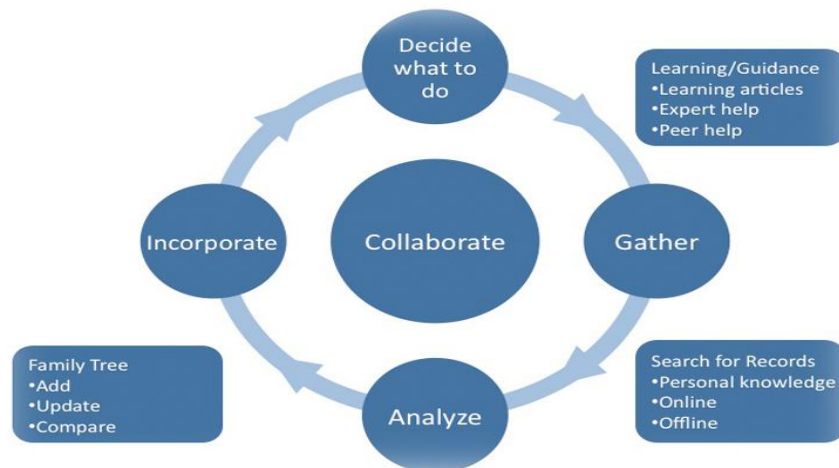 Decide
what to
do
Learning/Guidance
•Learning articles
•Expert help
•Peer help
Incorporate
Collaborate
Gather
Family Tree
•Add
•Update
•Compare
Analyze
Search for Records
•Personal knowledge
•Online
•Offline